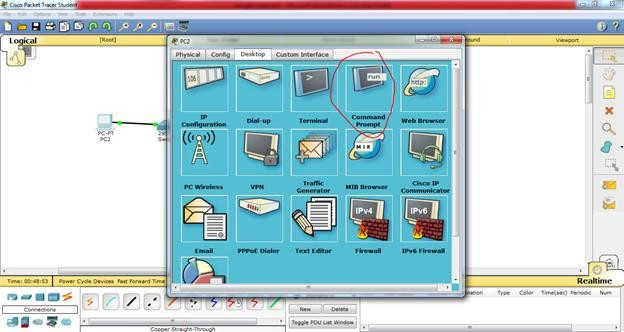 Cisco Packet Tracer Student
File Edit Options View Tools Extensions Help
Logical
[Root]
Viewport
PC2
Physical
Config
Desktop
Custom Interface
106
>
run
http:
IP Configuration
Dial-up
Terminal
Command Prompt
Web Browser
MIB
PC Wireless
VPN
Traffic Generator
MIB Browser
Cisco IP Communicator
IPv4
IPv6
Email
PPPoE Dialer
Text Editor
Firewall
IPv6 Firewall
PC-PT
PC2
Time: 00:48:53
Power Cycle Devices Fast Forward Time
Realtime
Connections
Copper Straight-Through
New
Delete
Toggle PDU List Window
Type
Color
Time(sec)
Periodic
Num